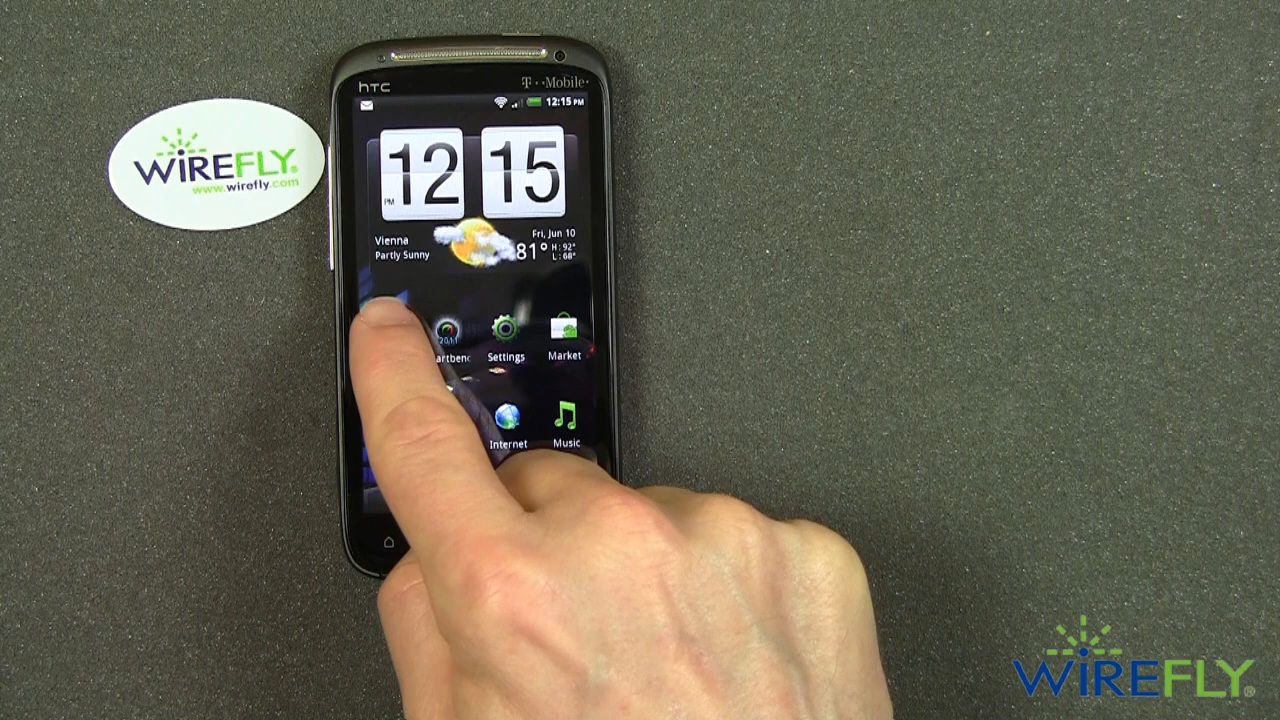 hTC
T··Mobile·
12:15 PM
WIREFLY®
www.wirefly.com
12 15
PM
Vienna
Partly Sunny
Fri, Jun 10
81° H: 92°
L: 68°
2011
Settings
Market
Internet
Music
WIREFLY®